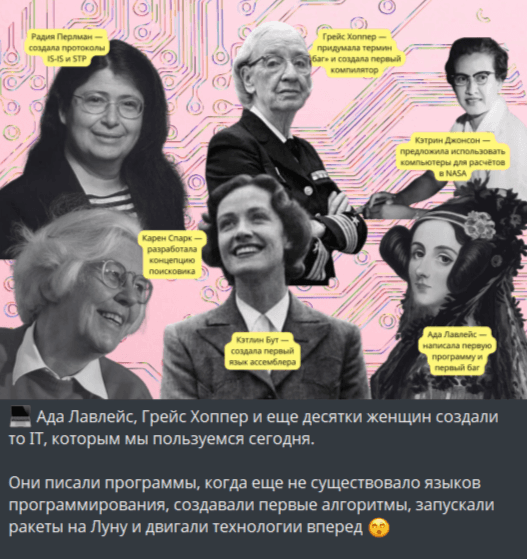 Радия Перлман —
создала протоколы
IS-IS и STP
Грейс Хоппер —
придумала термин
баг» и создала первый
компилятор
Кэтрин Джонсон —
предложила использовать
компьютеры для расчётов
в NASA
Карен Спарк —
разработала
концепцию
поисковика
Кэтлин Бут —
создала первый
язык ассемблера
Ада Лавлейс —
написала первую
программу и
первый баг
Ада Лавлейс, Грейс Хоппер и еще десятки женщин создали
то IT, которым мы пользуемся сегодня.
Они писали программы, когда еще не существовало языков
программирования, создавали первые алгоритмы, запускали
ракеты на Луну и двигали технологии вперед